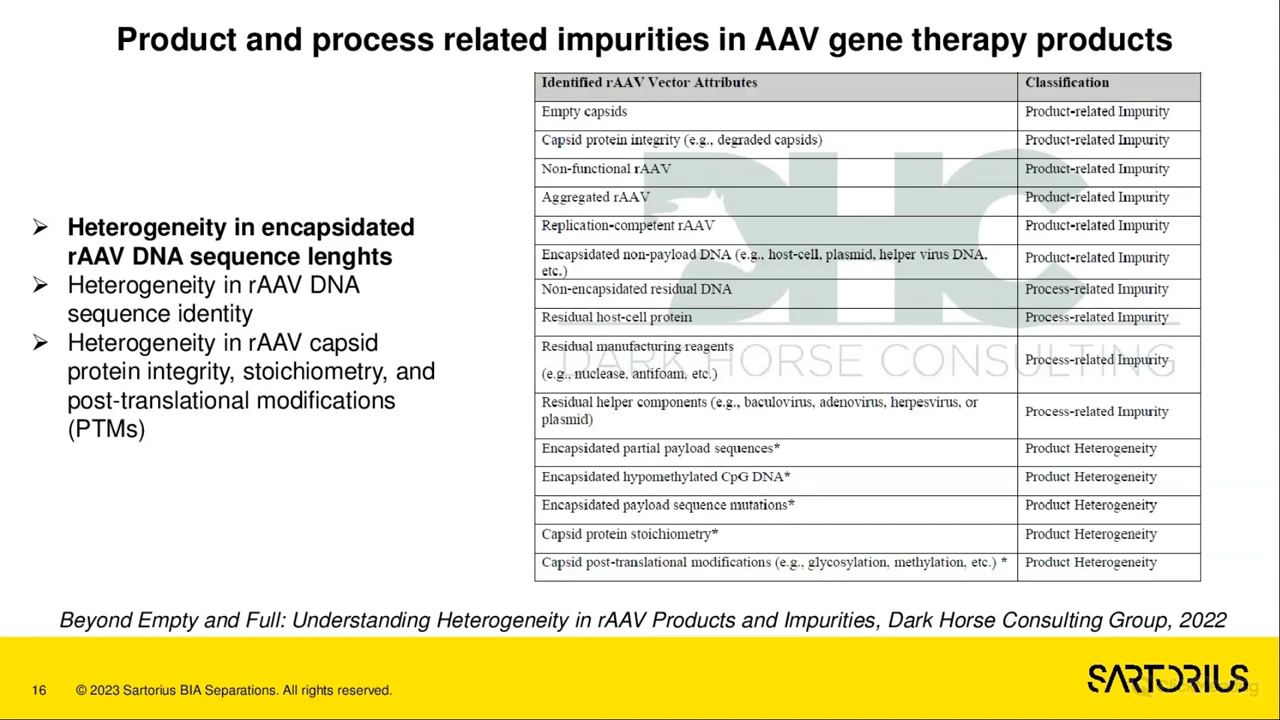 Product and process related impurities in AAV gene therapy products
➢ Heterogeneity in encapsidated
rAAV DNA sequence lenghts
➢ Heterogeneity in rAAV DNA
sequence identity
➢ Heterogeneity in rAAV capsid
protein integrity, stoichiometry, and
post-translational modifications
(PTMs)
Identified rAAV Vector Attributes Classification
Empty capsids Product-related Impurity
Capsid protein integrity (e.g., degraded capsids) Product-related Impurity
Non-functional rAAV Product-related Impurity
Aggregated rAAV Product-related Impurity
Replication-competent rAAV Product-related Impurity
Encapsidated non-payload DNA (e.g., host-cell, plasmid, helper virus DNA,
etc.) Product-related Impurity
Non-encapsidated residual DNA Process-related Impurity
Residual host-cell protein Process-related Impurity
Residual manufacturing reagents
(e.g., nuclease, antifoam, etc.) Process-related Impurity
Residual helper components (e.g., baculovirus, adenovirus, herpesvirus, or
plasmid) Process-related Impurity
Encapsidated partial payload sequences* Product Heterogeneity
Encapsidated hypomethylated CpG DNA* Product Heterogeneity
Encapsidated payload sequence mutations* Product Heterogeneity
Capsid protein stoichiometry* Product Heterogeneity
Capsid post-translational modifications (e.g., glycosylation, methylation, etc.) * Product Heterogeneity
DHC
DARK HORSE CONSULTING
Beyond Empty and Full: Understanding Heterogeneity in rAAV Products and Impurities, Dark Horse Consulting Group, 2022
16 © 2023 Sartorius BIA Separations. All rights reserved.
SARTORIUS